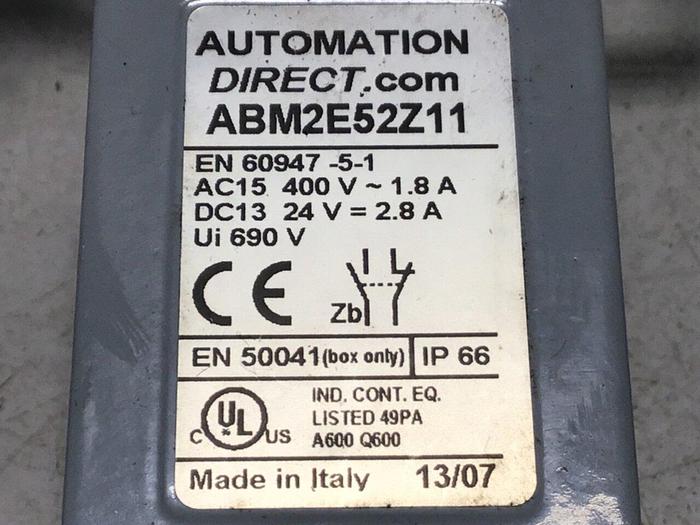 AUTOMATION
DIRECT.com
ABM2E52Z11
EN 60947 -5-1
AC15 400 V ~ 1.8 A
DC13 24 V = 2.8 A
Ui 690 V
CE
Zb
EN 50041 (box only) IP 66
C UL US
IND. CONT. EQ.
LISTED 49PA
A600 Q600
Made in Italy 13/07